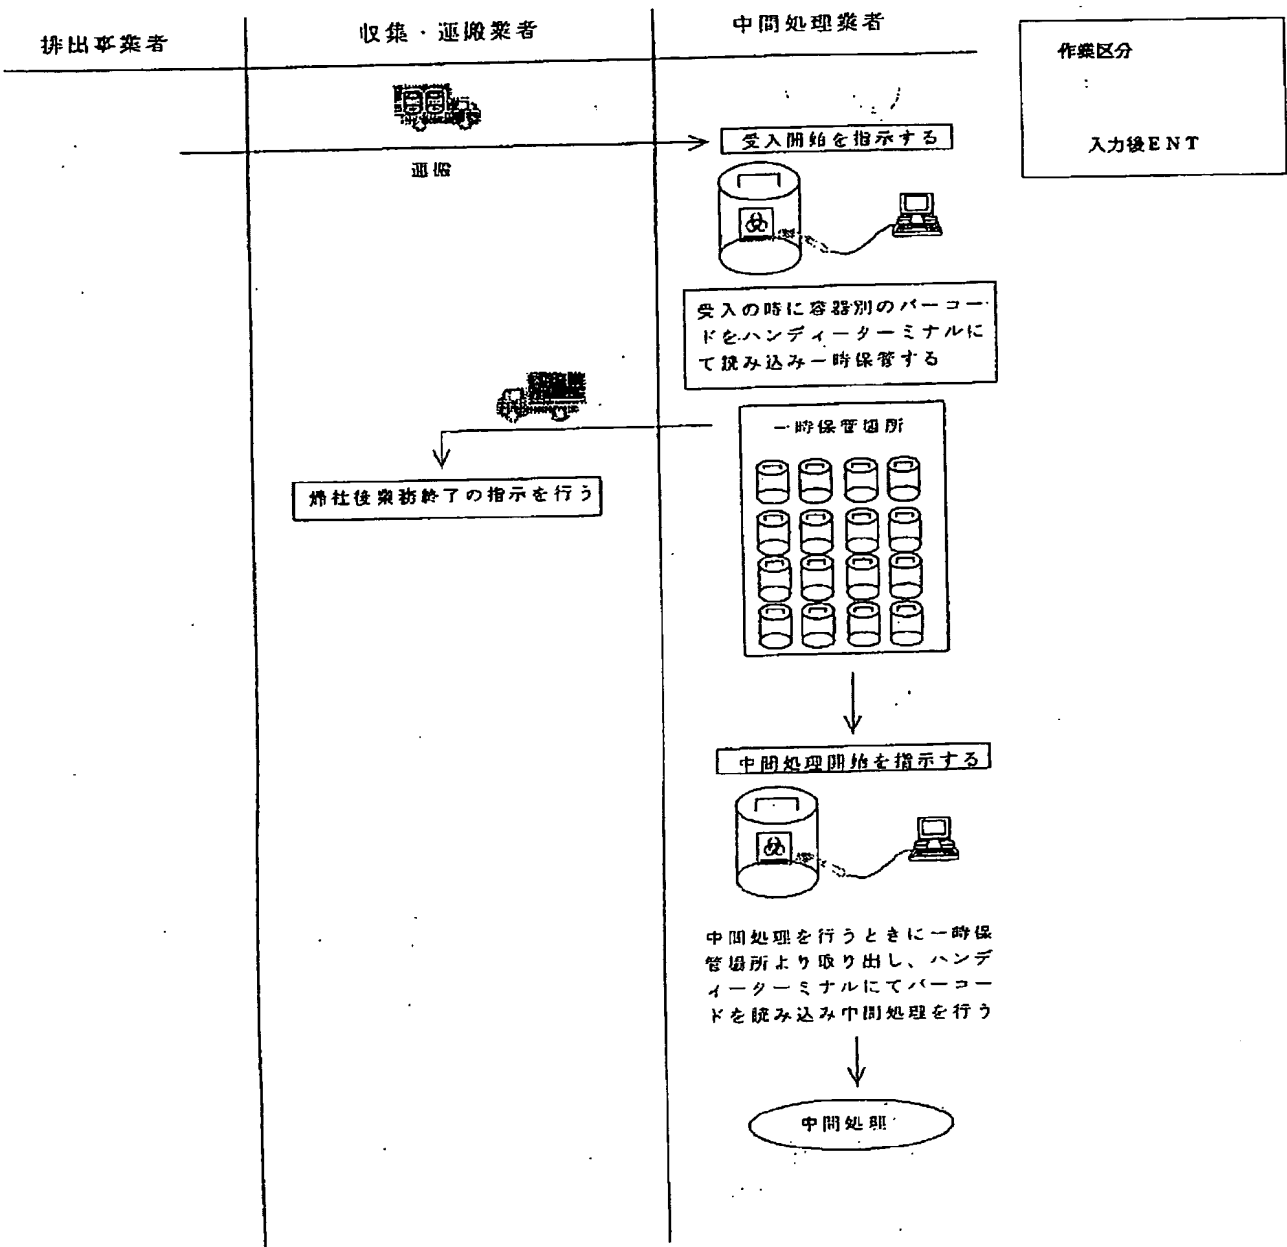 排出事業者
収集・運搬業者
中間処理業者
作業区分
:
入力後ENT
運搬
受入開始を指示する
受入の時に容器別のバーコー
ドをハンディーターミナルに
て読み込み一時保管する
一時保管場所
帰社後業務終了の指示を行う
中間処理開始を指示する
中間処理を行うときに一時保
管場所より取り出し、ハンデ
ィーターミナルにてバーコー
ドを読み込み中間処理を行う
中間処理